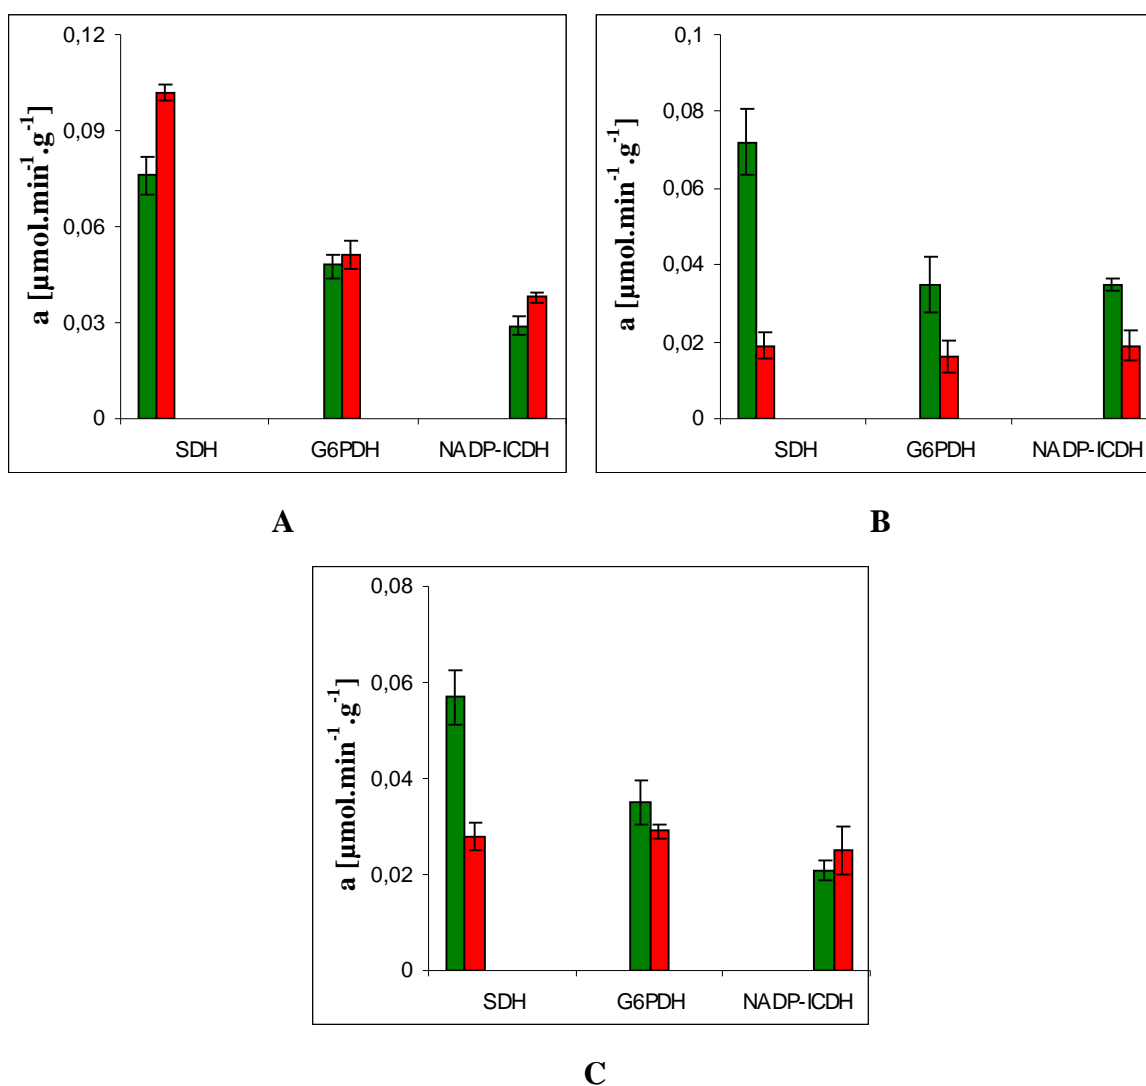 0,12
0,09
0,06
0,03
0
a [µmol.min⁻¹.g⁻¹]
SDH G6PDH NADP-ICDH
A
0,1
0,08
0,06
0,04
0,02
0
a [µmol.min⁻¹.g⁻¹]
SDH G6PDH NADP-ICDH
B
0,08
0,06
0,04
0,02
0
a [µmol.min⁻¹.g⁻¹]
SDH G6PDH NADP-ICDH
C